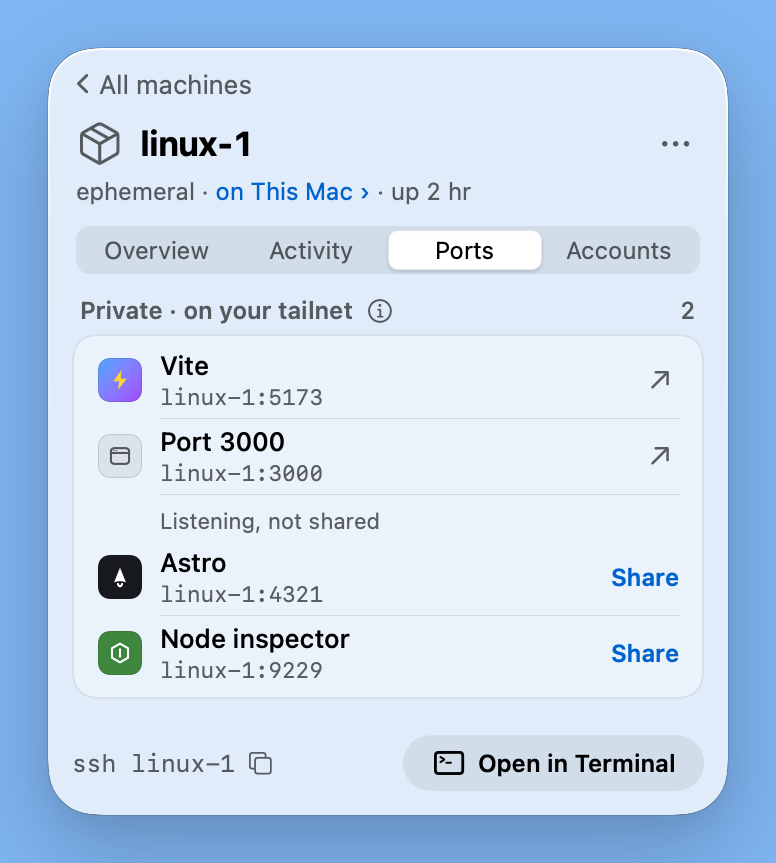 All machines
linux-1
ephemeral · on This Mac › · up 2 hr
Overview Activity Ports Accounts
Private · on your tailnet 2
Vite
linux-1:5173
Port 3000
linux-1:3000
Listening, not shared
Astro
linux-1:4321
Share
Node inspector
linux-1:9229
Share
ssh linux-1
Open in Terminal